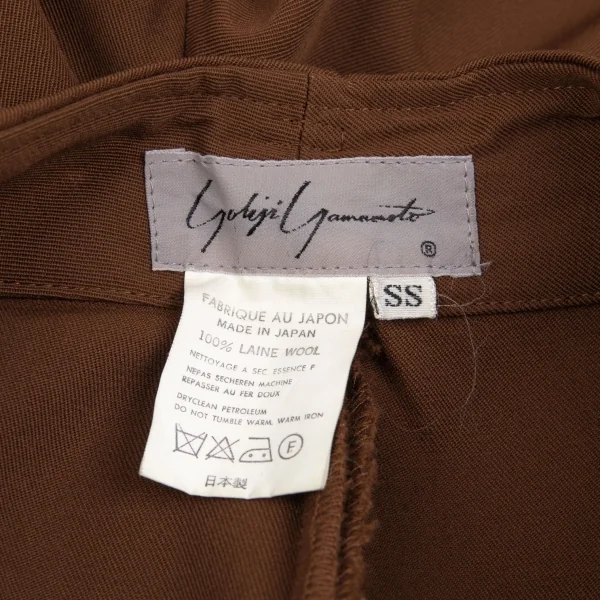 Yohji Yamamoto
®
SS
FABRIQUE AU JAPON
MADE IN JAPAN
100% LAINE WOOL
NETTOYAGE A SEC ESSENCE F
NEPAS SECHEREN MACHINE
REPASSER AU FER DOUX
DRYCLEAN PETROLEUM
DO NOT TUMBLE WARM, WARM IRON
F
日本製